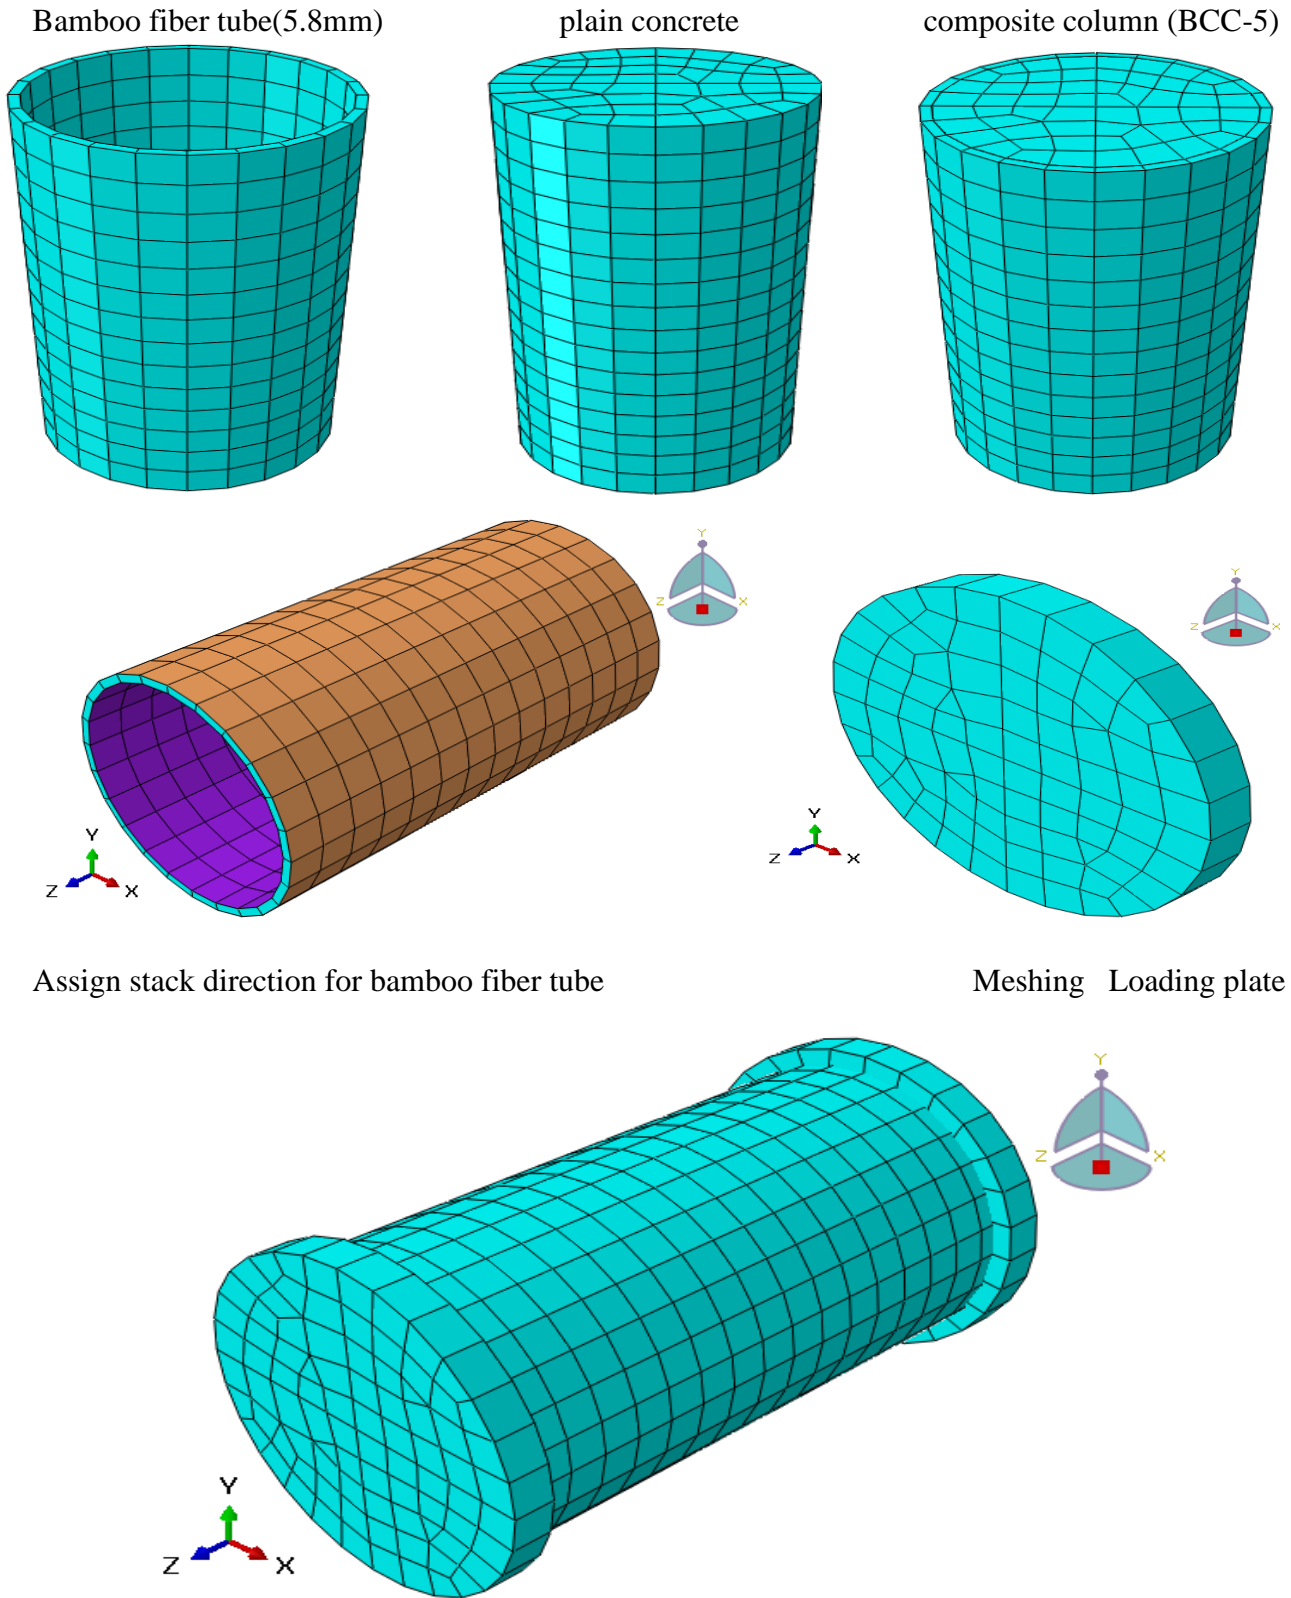 Bamboo fiber tube(5.8mm) plain concrete composite column (BCC-5)
Y
Z X
Y
Z X
Y
Z X
Y
Z X
Assign stack direction for bamboo fiber tube Meshing Loading plate
Y
Z X
Y
Z X